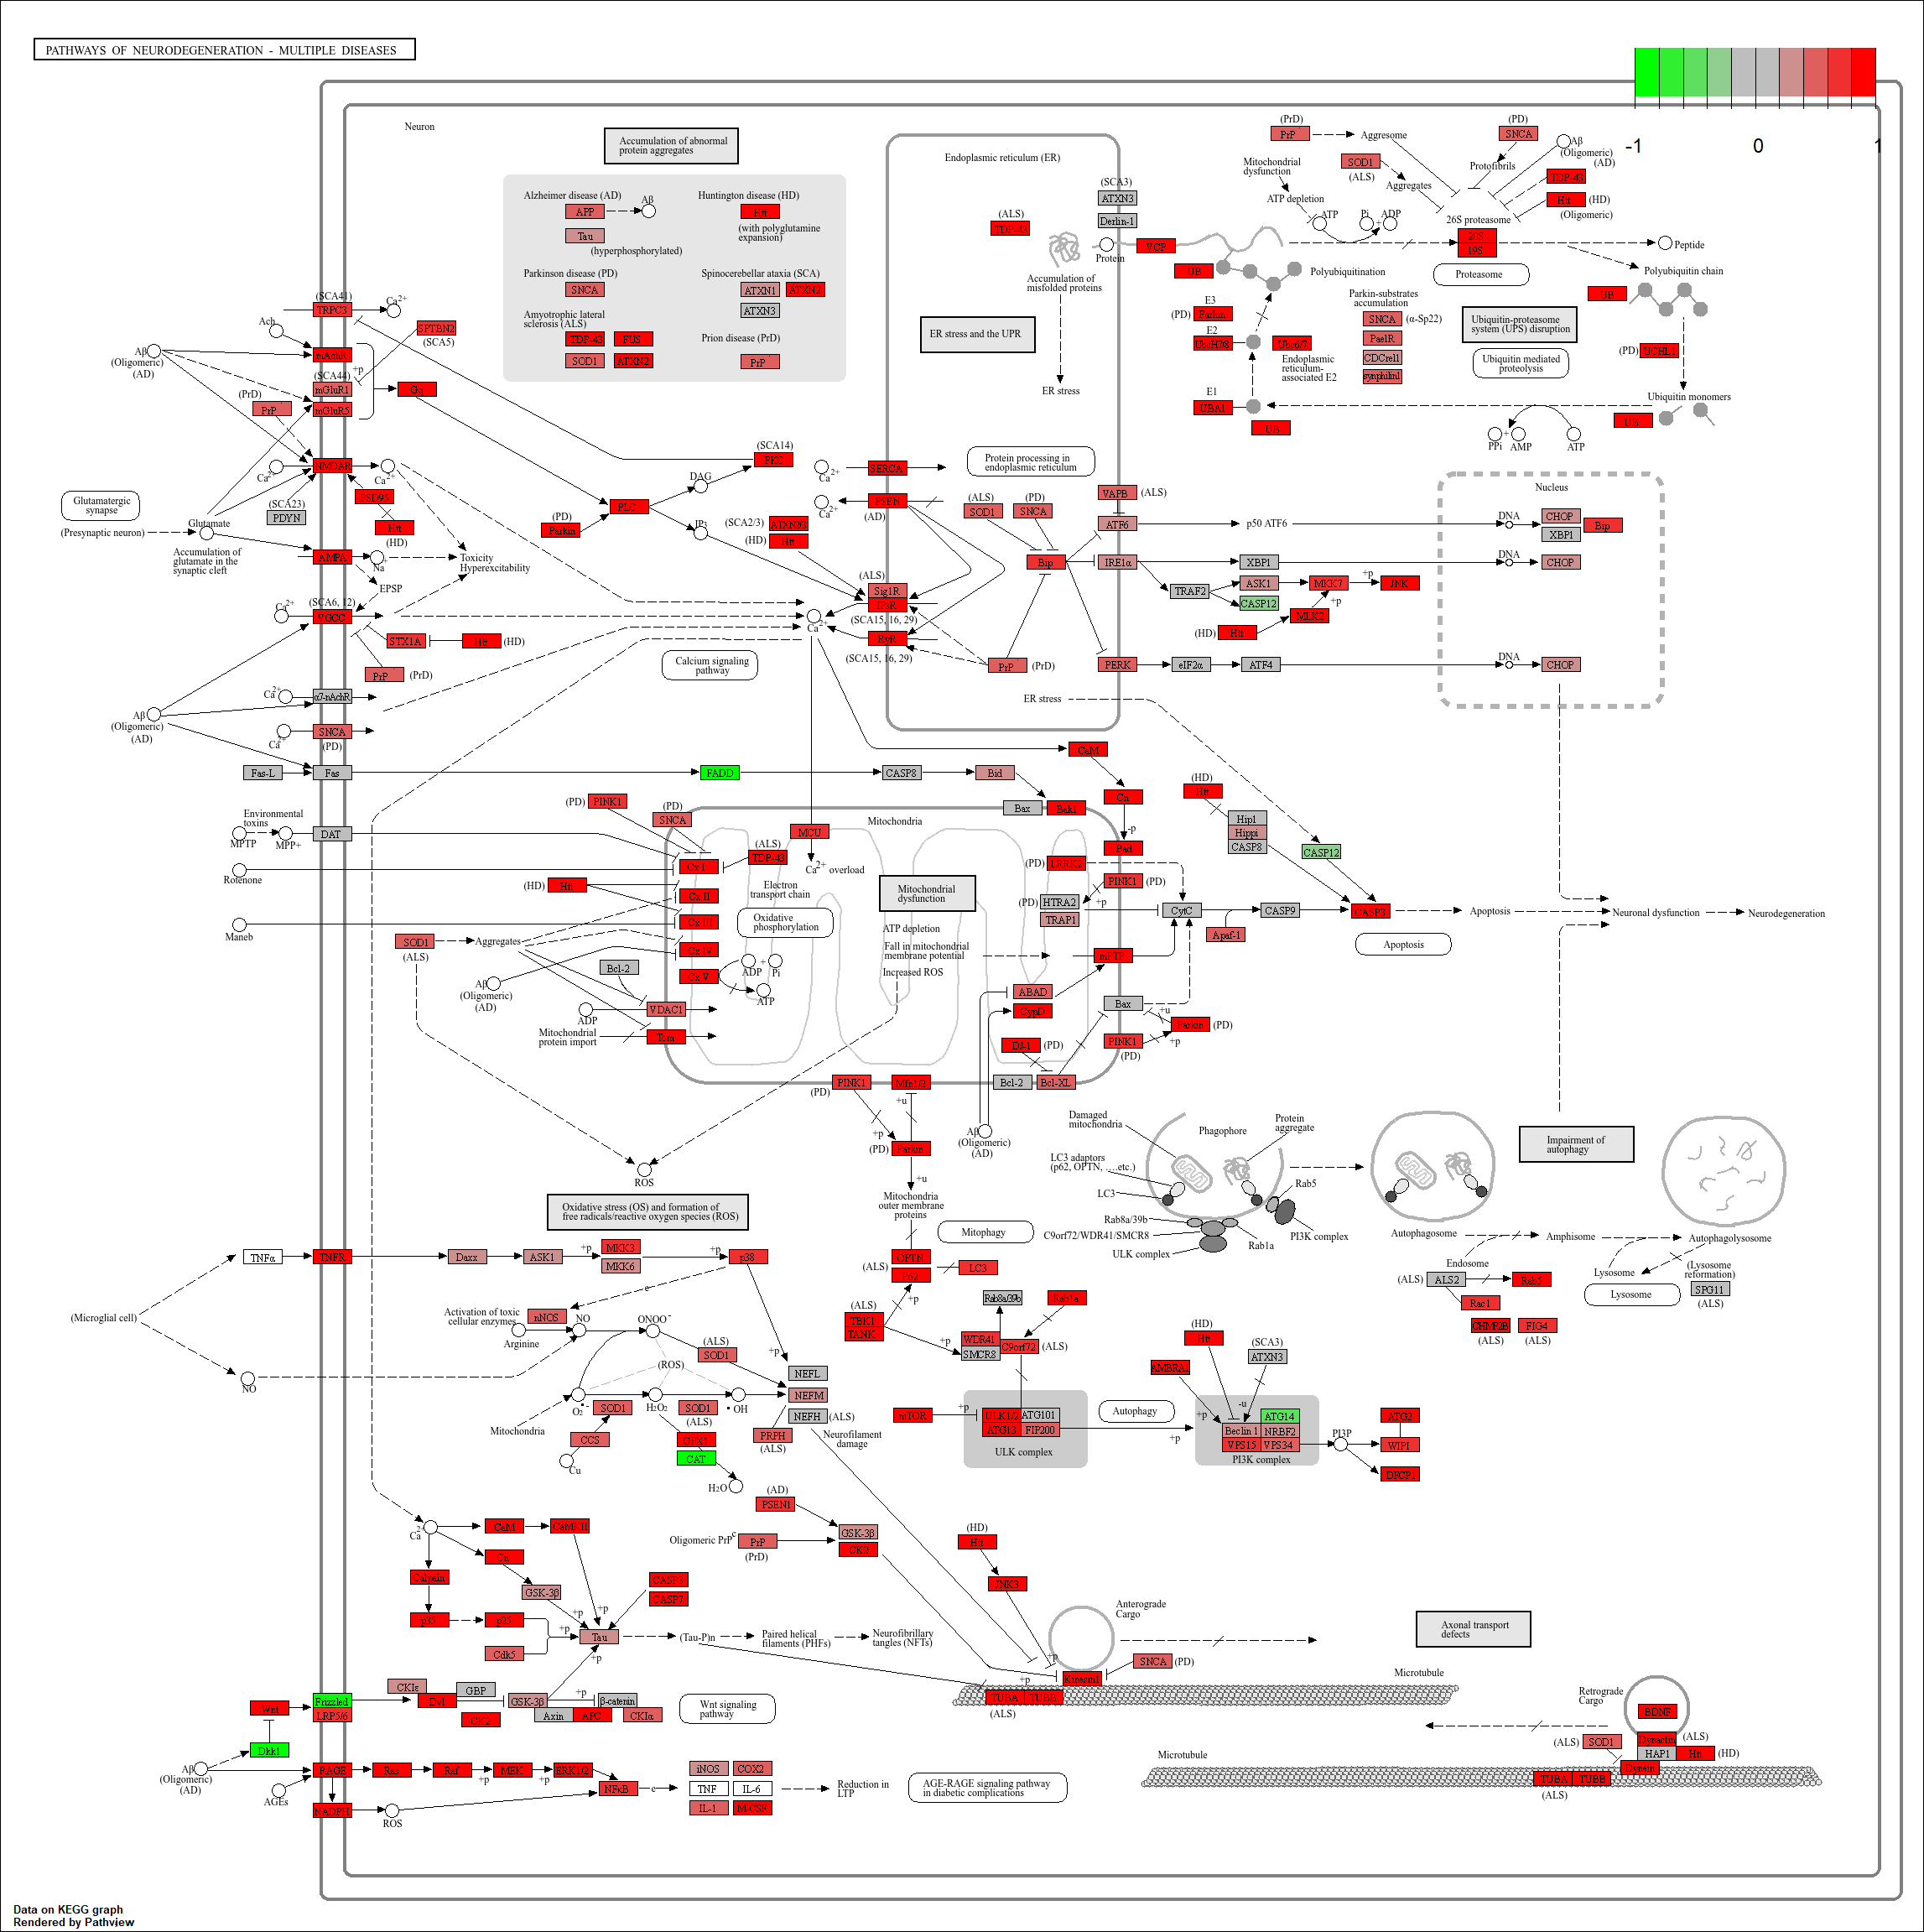 PATHWAYS OF NEURODEGENERATION - MULTIPLE DISEASES
-1
0
1
Neuron
Accumulation of abnormal
protein aggregates
Alzheimer disease (AD)
APP
Aβ
Tau
(hyperphosphorylated)
Huntington disease (HD)
Htt
(with polyglutamine
expansion)
Parkinson disease (PD)
SNCA
Spinocerebellar ataxia (SCA)
ATXN1
ATXN2
ATXN3
Amyotrophic lateral
sclerosis (ALS)
TDP-43
FUS
SOD1
ATXN2
Prion disease (PrD)
PrP
Endoplasmic reticulum (ER)
(SCA3)
ATXN3
Derlin-1
(ALS)
TDP-43
Protein
VCP
Accumulation of
misfolded proteins
ER stress and the UPR
ER stress
Protein processing in
endoplasmic reticulum
(PrD)
PrP
Aggresome
(PD)
SNCA
Protofibrils
Aβ
(Oligomeric)
(AD)
Mitochondrial
dysfunction
SOD1
(ALS)
Aggregates
TDP-43
Htt
(HD)
(Oligomeric)
ATP depletion
ATP
Pi
+
ADP
26S proteasome
20S
19S
Peptide
Proteasome
UB
Polyubiquitination
Polyubiquitin chain
UB
E3
(PD)
Parkin
E2
UbcH7/8
Ubc6/7
Endoplasmic
reticulum-
associated E2
Parkin-substrates
accumulation
SNCA
(α-Sp22)
PaelR
CDCrel1
synphilin1
Ubiquitin-proteasome
system (UPS) disruption
Ubiquitin mediated
proteolysis
(PD)
UCHL1
E1
UBA1
UB
Ubiquitin monomers
UB
PPi
+
AMP
ATP
(SCA41)
TRPC3
Ca2+
Ach
SPTBN2
(SCA5)
Aβ
(Oligomeric)
(AD)
mAchR
+p
(SCA44)
mGluR1
mGluR5
Gq
(PrD)
PrP
NMDAR
Ca2+
Ca2+
(SCA23)
PDYN
PSD95
Htt
(HD)
Glutamatergic
synapse
(Presynaptic neuron)
Glutamate
Accumulation of
glutamate in the
synaptic cleft
AMPA
Na+
Toxicity
Hyperexcitability
EPSP
(SCA6, 12)
VGCC
Ca2+
STX1A
Htt
(HD)
PrP
(PrD)
α7-nAchR
Ca2+
Aβ
(Oligomeric)
(AD)
SNCA
(PD)
Ca2+
Fas-L
Fas
FADD
CASP8
Bid
(SCA14)
PKC
DAG
PLC
(PD)
Parkin
IP3
(SCA2/3)
ATXN2/3
(HD)
Htt
Ca2+
SERCA
Ca2+
PSEN
(AD)
(ALS)
Sig1R
IP3R
(SCA15, 16, 29)
RyR
(SCA15, 16, 29)
Ca2+
Calcium signaling
pathway
(ALS)
SOD1
(PD)
SNCA
VAPB
(ALS)
ATF6
p50 ATF6
Bip
IRE1α
XBP1
TRAF2
ASK1
MKK7
+p
JNK
CASP12
MLK2
+p
(HD)
Htt
PrP
(PrD)
PERK
eIF2α
ATF4
ER stress
Nucleus
DNA
CHOP
XBP1
Bip
DNA
CHOP
DNA
CHOP
CaM
Cn
-p
Bad
Bax
Bak1
Environmental
toxins
MPTP
MPP+
DAT
Rotenone
Maneb
(PD)
PINK1
(PD)
SNCA
Mitochondria
MCU
Ca2+ overload
Cx I
(ALS)
TDP-43
Electron
transport chain
(HD)
Htt
Cx II
Cx III
Cx IV
Cx V
Oxidative
phosphorylation
Mitochondrial
dysfunction
ATP depletion
Fall in mitochondrial
membrane potential
Increased ROS
SOD1
(ALS)
Aggregates
Bcl-2
Aβ
(Oligomeric)
(AD)
ADP
+
Pi
ATP
VDAC1
ADP
Mitochondrial
protein import
Tom
(PD)
LRRK2
PINK1
(PD)
+p
(PD)
HTRA2
TRAP1
CytC
CASP9
CASP3
Apaf-1
Apoptosis
Apoptosis
Neuronal dysfunction
Neurodegeneration
(HD)
Htt
Hip1
Hippi
CASP8
CASP12
mPTP
ABAD
CypD
Bax
+u
Parkin
(PD)
PINK1
+p
(PD)
DJ-1
(PD)
Bcl-2
Bcl-XL
PINK1
(PD)
Mfn1/2
+u
+p
(PD)
Parkin
Aβ
(Oligomeric)
(AD)
+u
Mitochondria
outer membrane
proteins
Mitophagy
OPTN
(ALS)
P62
LC3
+p
(ALS)
TBK1
TANK
+p
Rab8a/39b
Rab1a
WDR41
SMCR8
C9orf72
(ALS)
Damaged
mitochondria
Phagophore
Protein
aggregate
LC3 adaptors
(p62, OPTN, ....etc.)
LC3
Rab5
Rab8a/39b
C9orf72/WDR41/SMCR8
ULK complex
Rab1a
PI3K complex
Impairment of
autophagy
Autophagosome
Amphisome
Autophagolysosome
Endosome
Lysosome
(Lysosome
reformation)
(ALS)
ALS2
Rab5
Rac1
Lysosome
SPG11
(ALS)
CHMP2B
(ALS)
FIG4
(ALS)
ROS
Oxidative stress (OS) and formation of
free radicals/reactive oxygen species (ROS)
TNFα
TNFR
Daxx
ASK1
+p
MKK3
MKK6
+p
p38
(Microglial cell)
NO
Activation of toxic
cellular enzymes
nNOS
e
NO
ONOO-
Arginine
(ALS)
SOD1
+p
(ROS)
NEFL
NEFM
NEFH
(ALS)
Neurofilament
damage
O2•-
SOD1
H2O2
SOD1
(ALS)
•OH
Mitochondria
CCS
Cu
GPX1
CAT
H2O
PRPH
(ALS)
mTOR
+p
ULK1/2
ATG101
ATG13
FIP200
ULK complex
Autophagy
+p
(HD)
Htt
(SCA3)
ATXN3
AMBRA1
+p
-u
ATG14
Beclin 1
NRBF2
VPS15
VPS34
PI3K complex
PI3P
ATG2
WIPI
DFCP1
(AD)
PSEN1
Oligomeric PrPc
PrP
(PrD)
GSK-3β
CK2
Ca2+
CaM
CaMKII
Cn
Calpain
GSK-3β
CASP3
CASP7
p35
p25
+p
+p
+p
Tau
Cdk5
+p
(Tau-P)n
Paired helical
filaments (PHFs)
Neurofibrillary
tangles (NFTs)
(HD)
Htt
JNK3
Anterograde
Cargo
+p
Kinesin1
SNCA
(PD)
+p
TUBA
TUBB
(ALS)
Microtubule
Axonal transport
defects
Wnt
Frizzled
LRP5/6
CKIε
Dvl
GBP
CK2
GSK-3β
+p
β-catenin
Axin
APC
CKIα
Wnt signaling
pathway
Dkk1
Aβ
(Oligomeric)
(AD)
AGEs
RAGE
Ras
Raf
+p
MEK
+p
ERK1/2
NFκB
e
NADPH
ROS
iNOS
COX2
TNF
IL-6
IL-1
M-CSF
Reduction in
LTP
AGE-RAGE signaling pathway
in diabetic complications
Microtubule
Retrograde
Cargo
BDNF
(ALS)
SOD1
Dynactin
(ALS)
HAP1
Htt
(HD)
Dynein
TUBA
TUBB
(ALS)
Data on KEGG graph
Rendered by Pathview